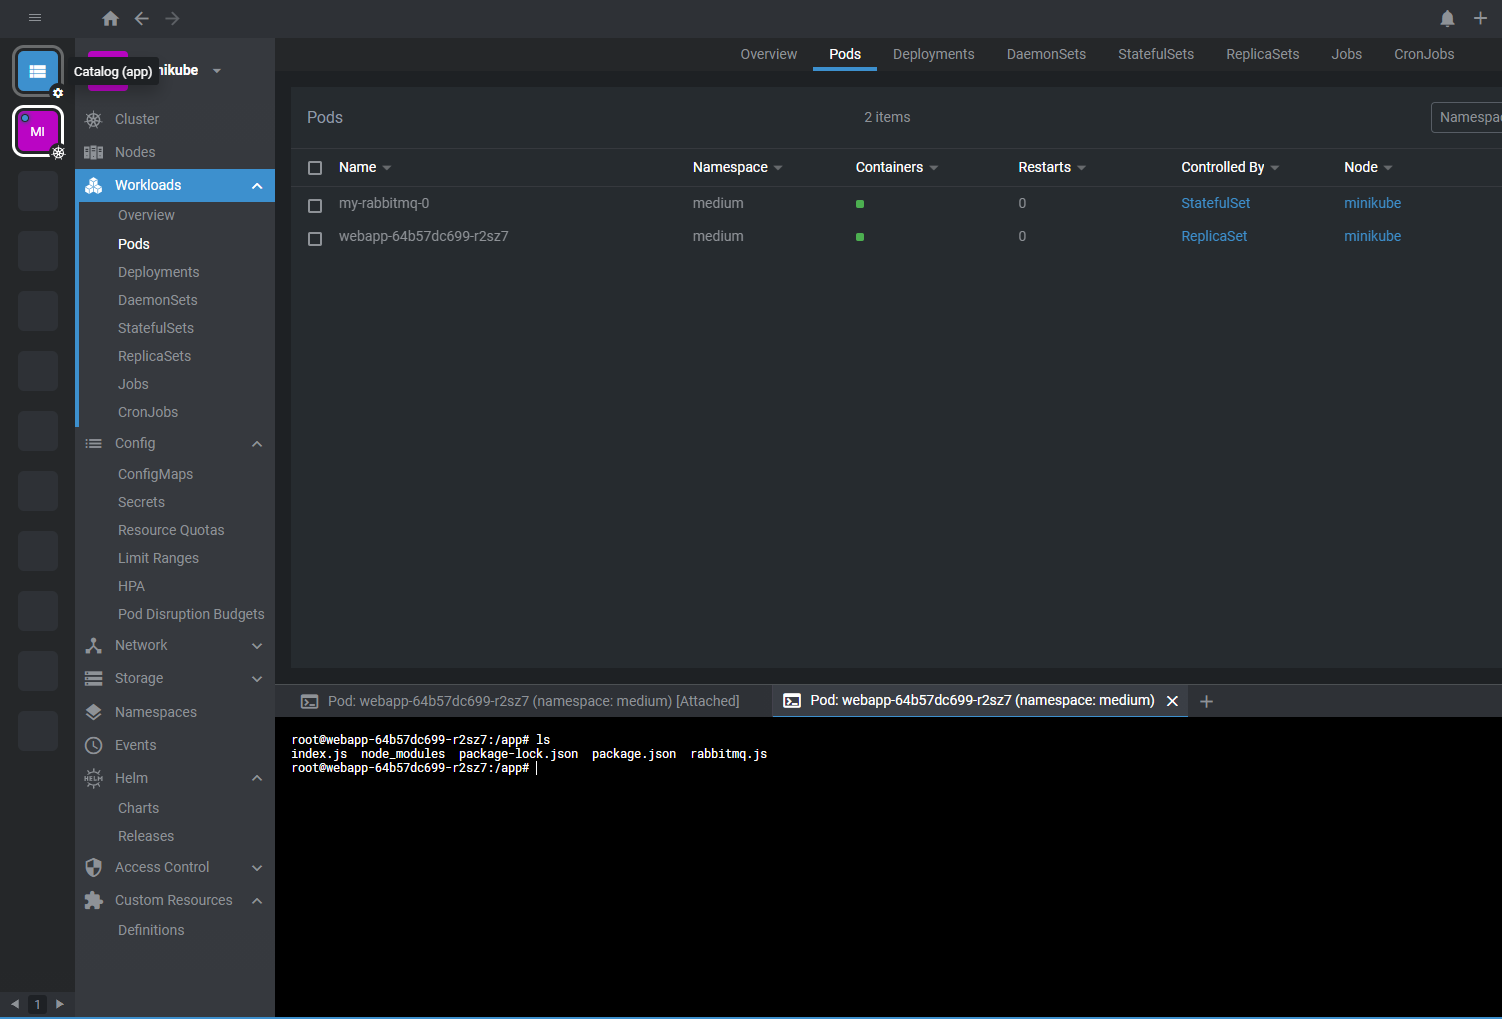 Catalog (app)
nikube
MI
Cluster
Nodes
Workloads
Overview
Pods
Deployments
DaemonSets
StatefulSets
ReplicaSets
Jobs
CronJobs
Config
ConfigMaps
Secrets
Resource Quotas
Limit Ranges
HPA
Pod Disruption Budgets
Network
Storage
Namespaces
Events
HELM
Helm
Charts
Releases
Access Control
Custom Resources
Definitions
1
Overview Pods Deployments DaemonSets StatefulSets ReplicaSets Jobs CronJobs
Pods 2 items Namespac
Name Namespace Containers Restarts Controlled By Node
my-rabbitmq-0 medium 0 StatefulSet minikube
webapp-64b57dc699-r2sz7 medium 0 ReplicaSet minikube
Pod: webapp-64b57dc699-r2sz7 (namespace: medium) [Attached] Pod: webapp-64b57dc699-r2sz7 (namespace: medium)
root@webapp-64b57dc699-r2sz7:/app# ls
index.js node_modules package-lock.json package.json rabbitmq.js
root@webapp-64b57dc699-r2sz7:/app#